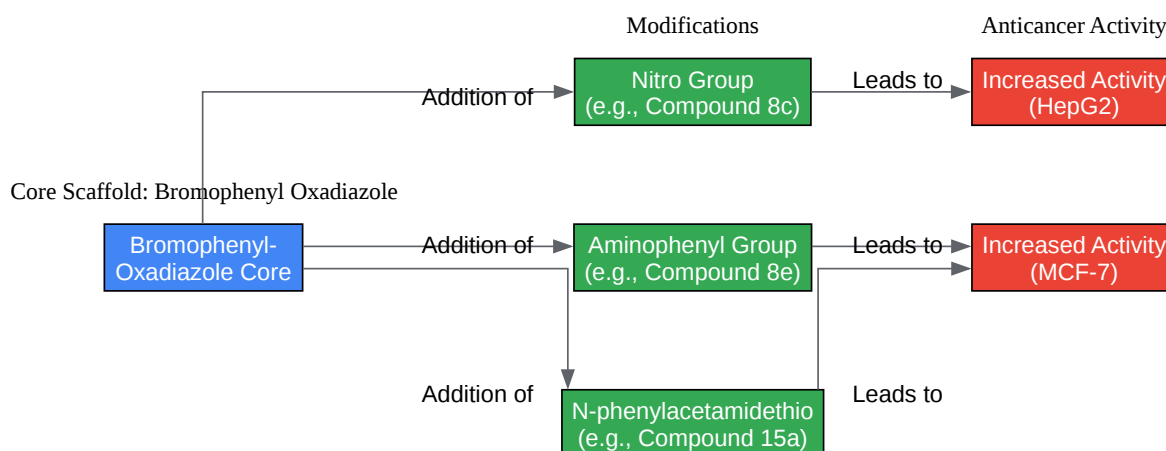 Modifications
Anticancer Activity
Addition of
Nitro Group
(e.g., Compound 8c)
Leads to
Increased Activity
(HepG2)
Core Scaffold: Bromophenyl Oxadiazole
Bromophenyl-
Oxadiazole Core
Addition of
Aminophenyl Group
(e.g., Compound 8e)
Leads to
Increased Activity
(MCF-7)
Addition of
N-phenylacetamidethio
(e.g., Compound 15a)
Leads to